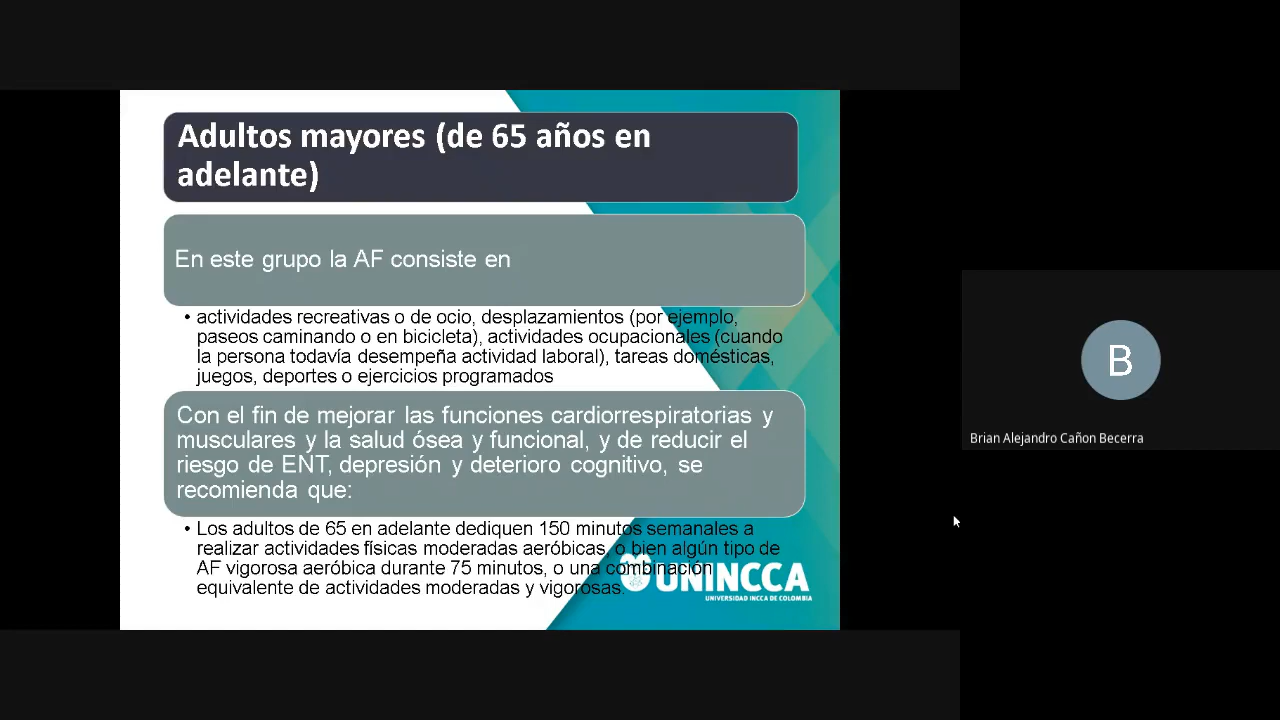 Adultos mayores (de 65 años en
adelante)
En este grupo la AF consiste en
• actividades recreativas o de ocio, desplazamientos (por ejemplo,
paseos caminando o en bicicleta), actividades ocupacionales (cuando
la persona todavía desempeña actividad laboral), tareas domésticas,
juegos, deportes o ejercicios programados
Con el fin de mejorar las funciones cardiorrespiratorias y
musculares y la salud ósea y funcional, y de reducir el
riesgo de ENT, depresión y deterioro cognitivo, se
recomienda que:
• Los adultos de 65 en adelante dediquen 150 minutos semanales a
realizar actividades físicas moderadas aeróbicas, o bien algún tipo de
AF vigorosa aeróbica durante 75 minutos, o una combinación
equivalente de actividades moderadas y vigorosas.
UNINCCA
UNIVERSIDAD INCCA DE COLOMBIA
B
Brian Alejandro Cañon Becerra